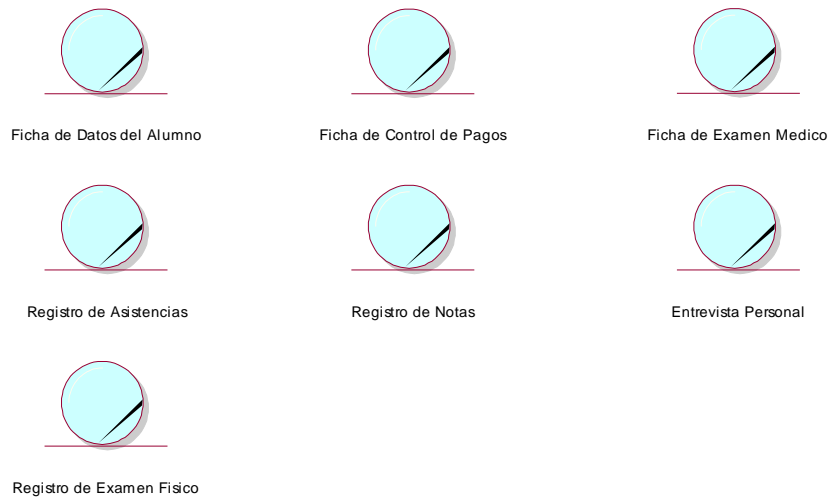 Ficha de Datos del Alumno
Ficha de Control de Pagos
Ficha de Examen Medico
Registro de Asistencias
Registro de Notas
Entrevista Personal
Registro de Examen Fisico